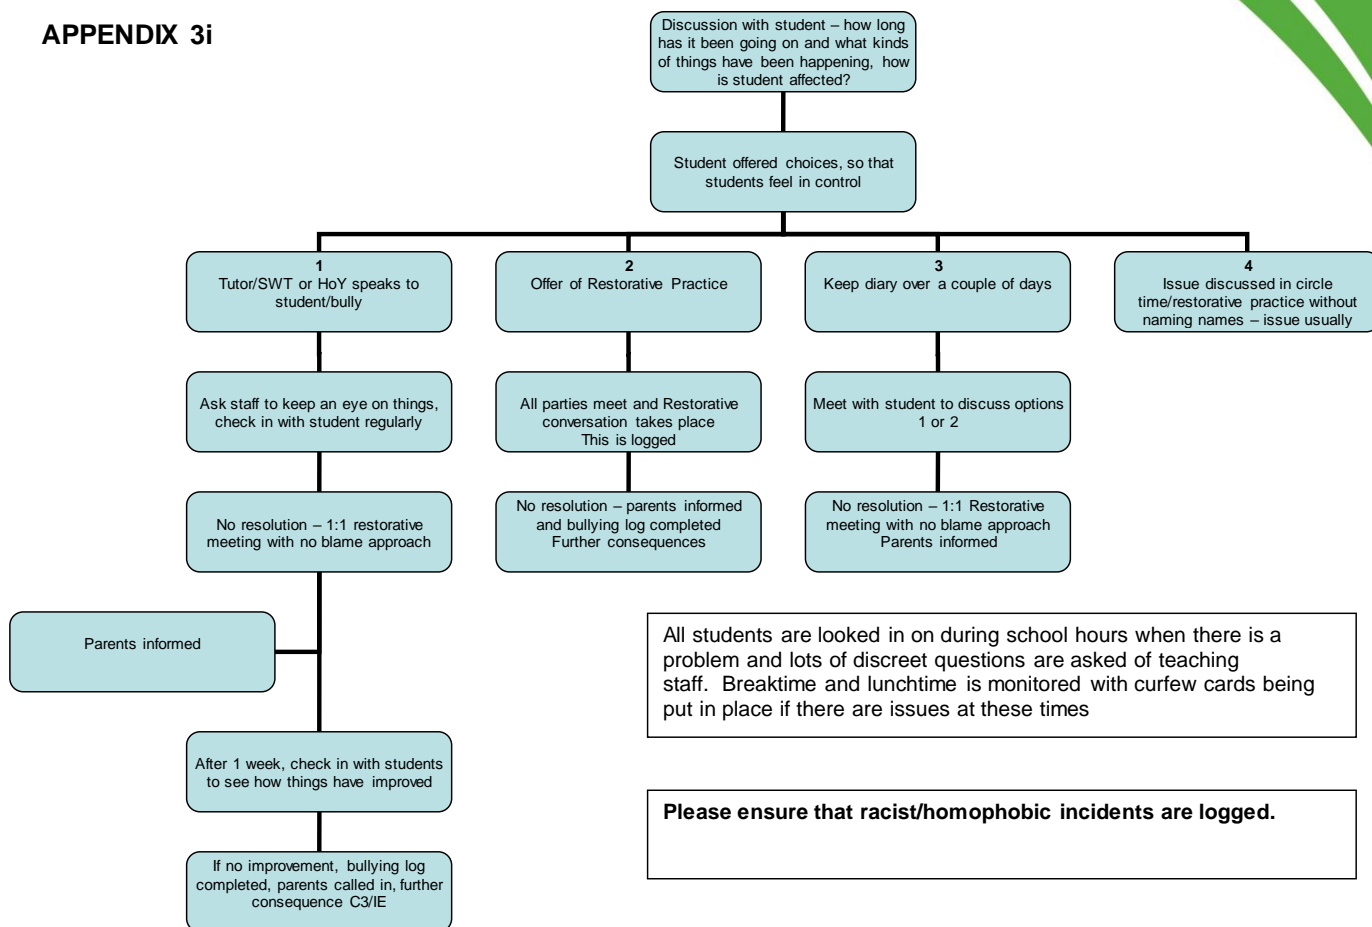 APPENDIX 3i
Discussion with student – how long
has it been going on and what kinds
of things have been happening, how
is student affected?
Student offered choices, so that
students feel in control
1
Tutor/SWT or HoY speaks to
student/bully
Ask staff to keep an eye on things,
check in with student regularly
No resolution – 1:1 restorative
meeting with no blame approach
Parents informed
After 1 week, check in with students
to see how things have improved
If no improvement, bullying log
completed, parents called in, further
consequence C3/IE
2
Offer of Restorative Practice
All parties meet and Restorative
conversation takes place
This is logged
No resolution – parents informed
and bullying log completed
Further consequences
3
Keep diary over a couple of days
Meet with student to discuss options
1 or 2
No resolution – 1:1 Restorative
meeting with no blame approach
Parents informed
4
Issue discussed in circle
time/restorative practice without
naming names – issue usually
All students are looked in on during school hours when there is a
problem and lots of discreet questions are asked of teaching
staff. Breaktime and lunchtime is monitored with curfew cards being
put in place if there are issues at these times
Please ensure that racist/homophobic incidents are logged.